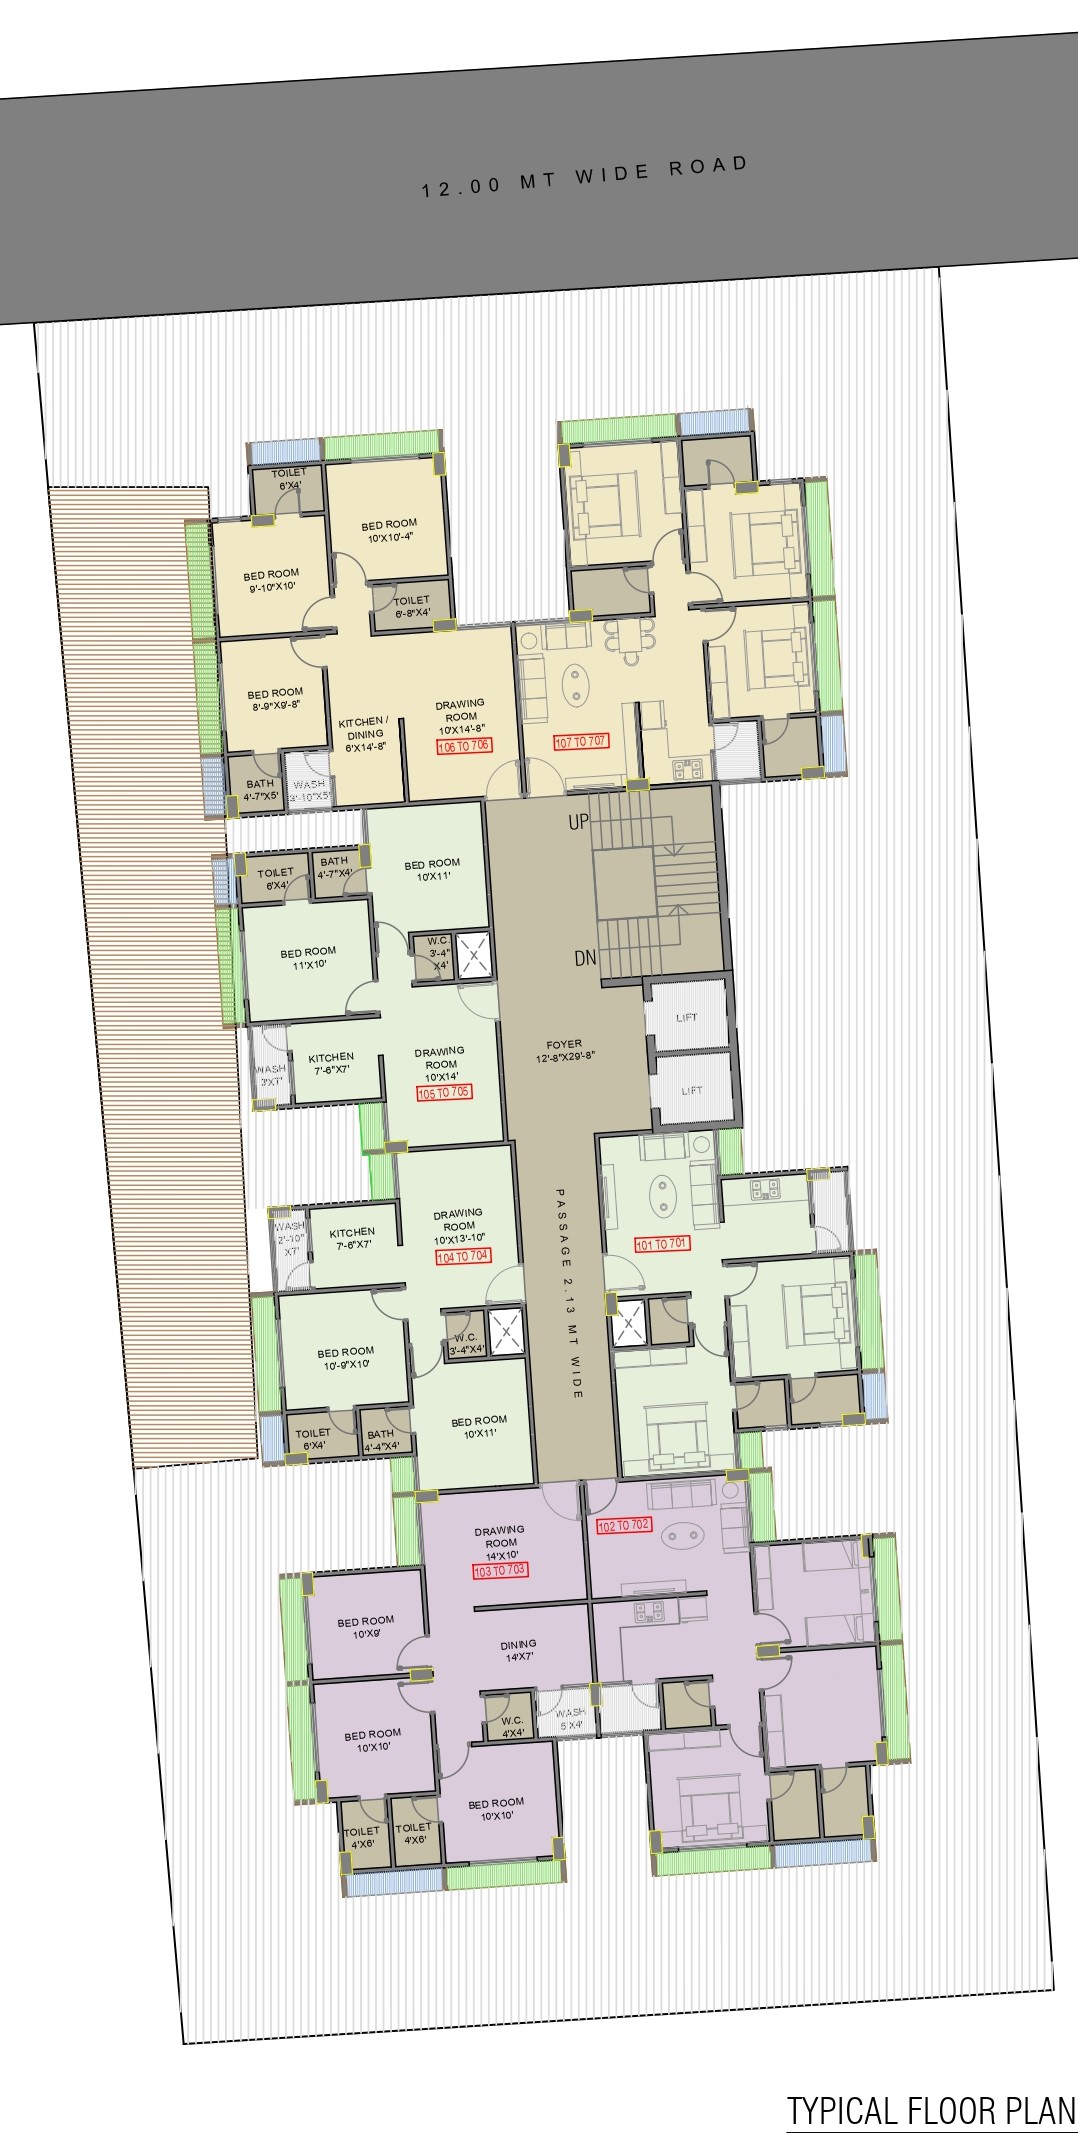 12.00 MT WIDE ROAD
TOILET
6'X4'
BED ROOM
10'X10'-4"
BED ROOM
9'-10"X10'
TOILET
6'-8"X4'
BED ROOM
8'-9"X9'-8"
KITCHEN /
DINING
6'X14'-8"
DRAWING
ROOM
10'X14'-8"
106 TO 706
107 TO 707
BATH
4'-7"X5'
WASH
3'-10"X5'
UP
DN
TOILET
6'X4'
BATH
4'-7"X4'
BED ROOM
10'X11'
BED ROOM
11'X10'
W.C.
3'-4"
X4'
KITCHEN
7'-6"X7'
WASH
3'X7'
DRAWING
ROOM
10'X14'
105 TO 705
FOYER
12'-8"X29'-8"
LIFT
LIFT
PASSAGE 2.13 MT WIDE
WASH
2'-10"
X7'
KITCHEN
7'-6"X7'
DRAWING
ROOM
10'X13'-10"
104 TO 704
101 TO 701
BED ROOM
10'-9"X10'
W.C.
3'-4"X4'
TOILET
6'X4'
BATH
4'-4"X4'
BED ROOM
10'X11'
DRAWING
ROOM
14'X10'
103 TO 703
102 TO 702
BED ROOM
10'X9'
DINING
14'X7'
BED ROOM
10'X10'
W.C.
4'X4'
WASH
5'X4'
BED ROOM
10'X10'
TOILET
4'X6'
TOILET
4'X6'
TYPICAL FLOOR PLAN